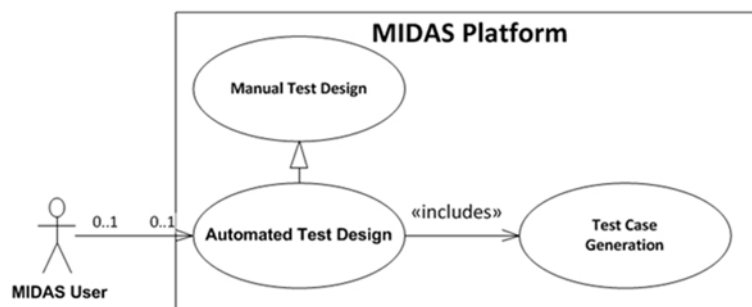 MIDAS Platform
Manual Test Design
0..1
0..1
Automated Test Design
«includes»
Test Case
Generation
MIDAS User